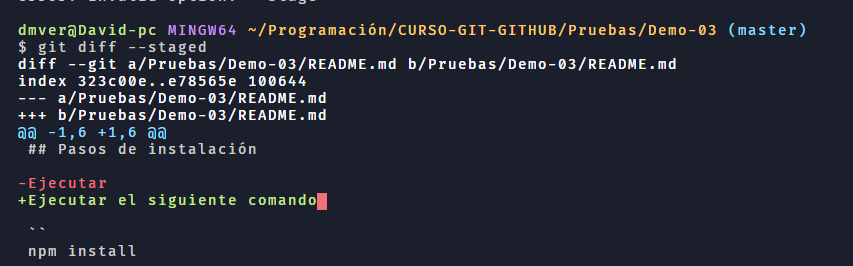 dmver@David-pc MINGW64 ~/Programación/CURSO-GIT-GITHUB/Pruebas/Demo-03 (master)
$ git diff --staged
diff --git a/Pruebas/Demo-03/README.md b/Pruebas/Demo-03/README.md
index 323c00e..e78565e 100644
--- a/Pruebas/Demo-03/README.md
+++ b/Pruebas/Demo-03/README.md
@@ -1,6 +1,6 @@
 ## Pasos de instalación

-Ejecutar
+Ejecutar el siguiente comando

 ``
 npm install